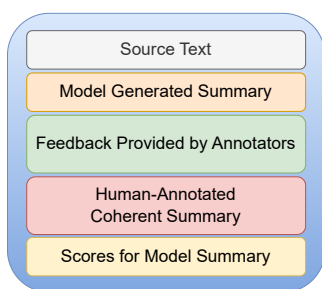 Source Text
Model Generated Summary
Feedback Provided by Annotators
Human-Annotated
Coherent Summary
Scores for Model Summary